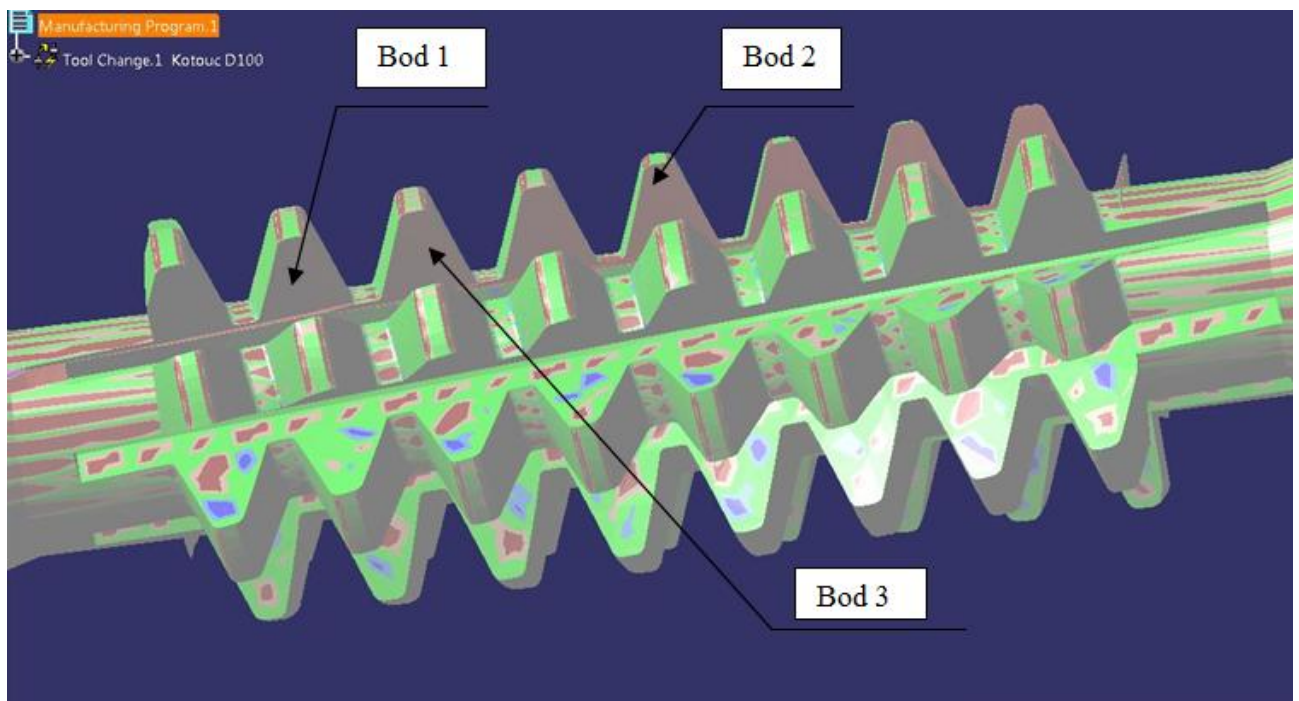 Manufacturing Program.1
Tool Change.1 Kotouc D100
Bod 1
Bod 2
Bod 3